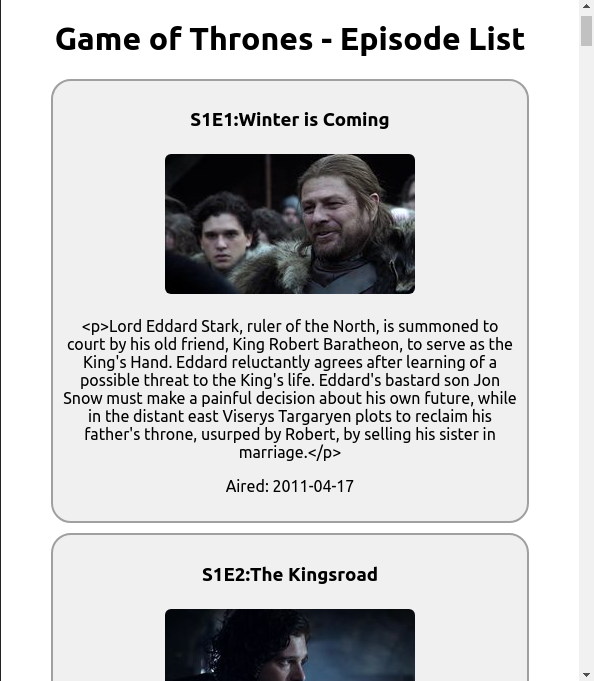 Game of Thrones - Episode List
S1E1:Winter is Coming
<p>Lord Eddard Stark, ruler of the North, is summoned to
court by his old friend, King Robert Baratheon, to serve as the
King's Hand. Eddard reluctantly agrees after learning of a
possible threat to the King's life. Eddard's bastard son Jon
Snow must make a painful decision about his own future, while
in the distant east Viserys Targaryen plots to reclaim his
father's throne, usurped by Robert, by selling his sister in
marriage.</p>
Aired: 2011-04-17
S1E2:The Kingsroad